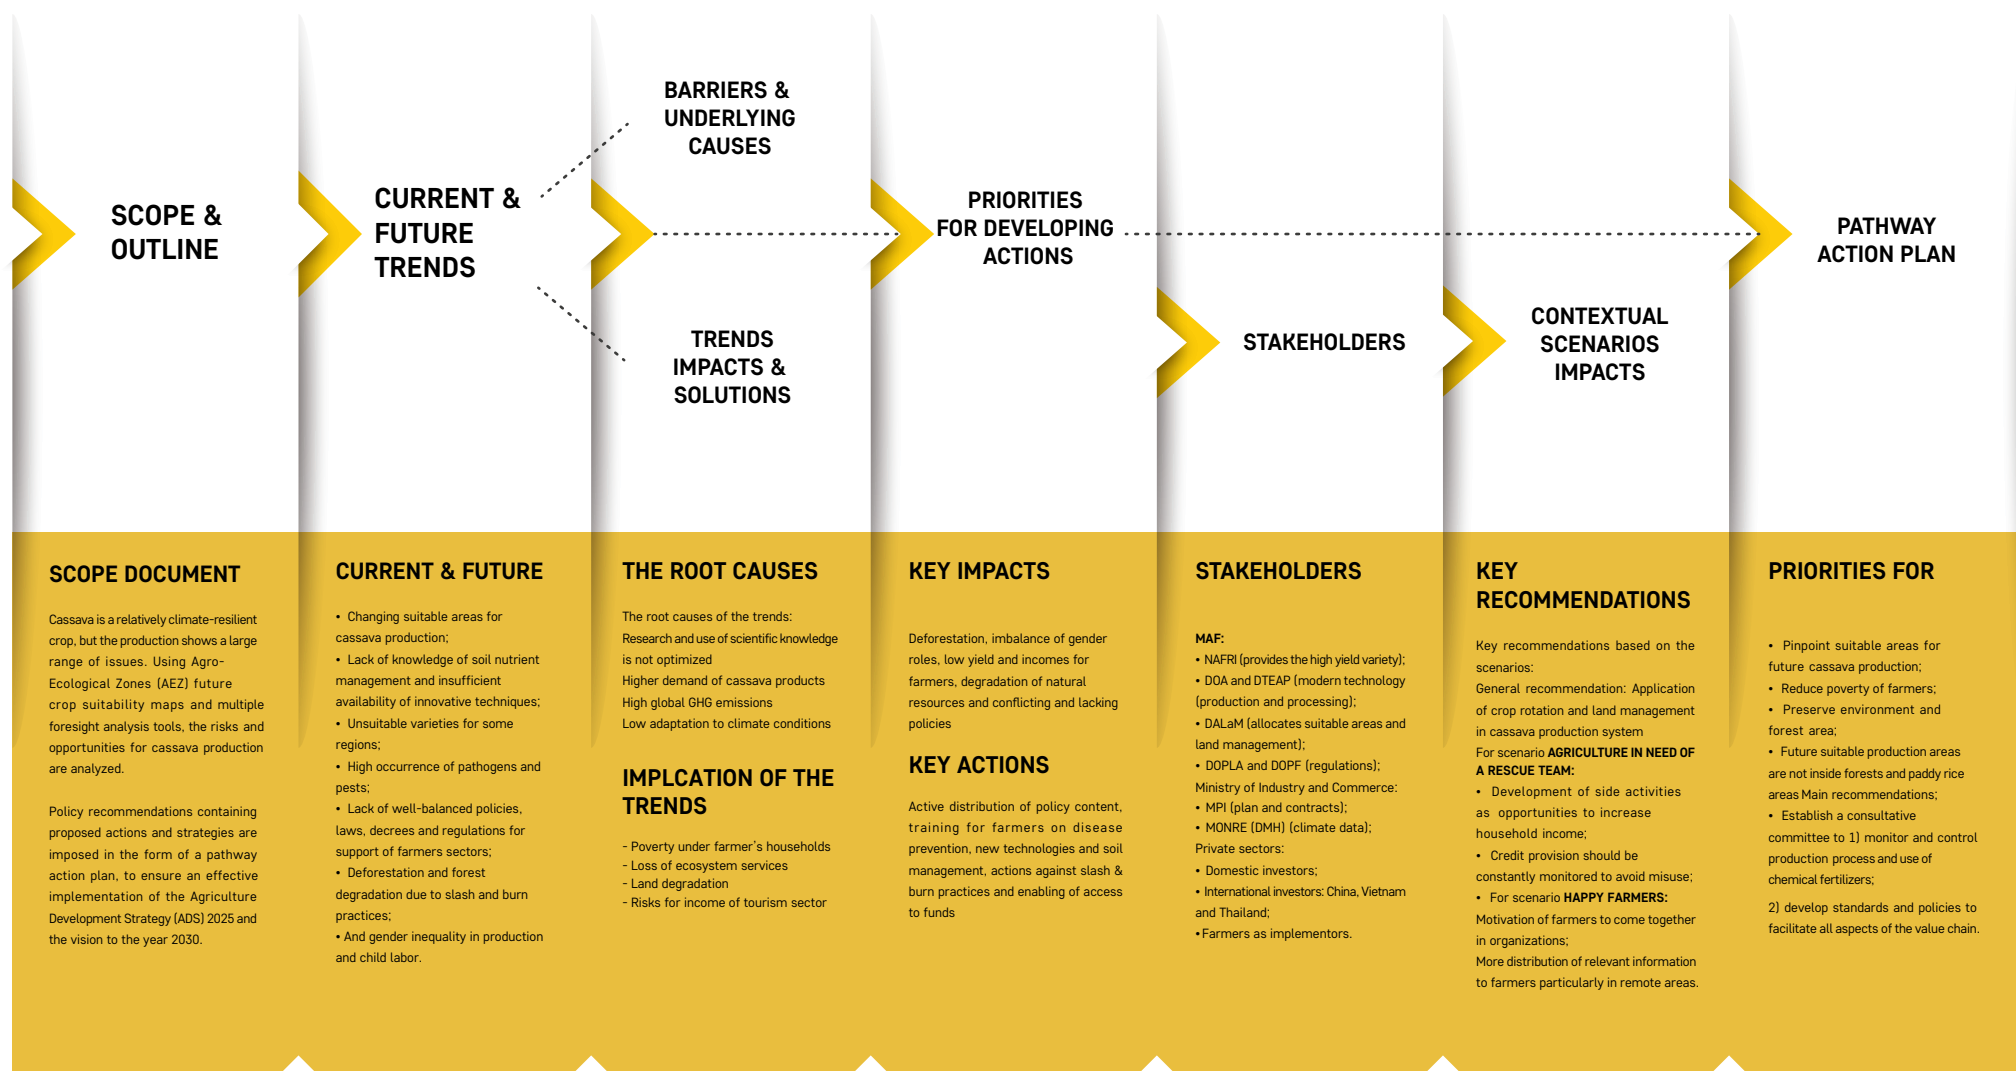 SCOPE &
OUTLINE
CURRENT &
FUTURE
TRENDS
BARRIERS &
UNDERLYING
CAUSES
TRENDS
IMPACTS &
SOLUTIONS
PRIORITIES
FOR DEVELOPING
ACTIONS
STAKEHOLDERS
CONTEXTUAL
SCENARIOS
IMPACTS
PATHWAY
ACTION PLAN
SCOPE DOCUMENT
Cassava is a relatively climate-resilient
crop, but the production shows a large
range of issues. Using Agro-
Ecological Zones (AEZ) future
crop suitability maps and multiple
foresight analysis tools, the risks and
opportunities for cassava production
are analyzed.
Policy recommendations containing
proposed actions and strategies are
imposed in the form of a pathway
action plan, to ensure an effective
implementation of the Agriculture
Development Strategy (ADS) 2025 and
the vision to the year 2030.
CURRENT & FUTURE
• Changing suitable areas for
cassava production;
• Lack of knowledge of soil nutrient
management and insufficient
availability of innovative techniques;
• Unsuitable varieties for some
regions;
• High occurrence of pathogens and
pests;
• Lack of well-balanced policies,
laws, decrees and regulations for
support of farmers sectors;
• Deforestation and forest
degradation due to slash and burn
practices;
• And gender inequality in production
and child labor.
THE ROOT CAUSES
The root causes of the trends:
Research and use of scientific knowledge
is not optimized
Higher demand of cassava products
High global GHG emissions
Low adaptation to climate conditions
IMPLCATION OF THE
TRENDS
- Poverty under farmer's households
- Loss of ecosystem services
- Land degradation
- Risks for income of tourism sector
KEY IMPACTS
Deforestation, imbalance of gender
roles, low yield and incomes for
farmers, degradation of natural
resources and conflicting and lacking
policies
KEY ACTIONS
Active distribution of policy content,
training for farmers on disease
prevention, new technologies and soil
management, actions against slash &
burn practices and enabling of access
to funds
STAKEHOLDERS
MAF:
• NAFRI (provides the high yield variety);
• DOA and DTEAP (modern technology
(production and processing);
• DALaM (allocates suitable areas and
land management);
• DOPLA and DOPF (regulations);
Ministry of Industry and Commerce:
• MPI (plan and contracts);
• MONRE (DMH) (climate data);
Private sectors:
• Domestic investors;
• International investors: China, Vietnam
and Thailand;
• Farmers as implementors.
KEY
RECOMMENDATIONS
Key recommendations based on the
scenarios:
General recommendation: Application
of crop rotation and land management
in cassava production system
For scenario AGRICULTURE IN NEED OF
A RESCUE TEAM:
• Development of side activities
as opportunities to increase
household income;
• Credit provision should be
constantly monitored to avoid misuse;
• For scenario HAPPY FARMERS:
Motivation of farmers to come together
in organizations;
More distribution of relevant information
to farmers particularly in remote areas.
PRIORITIES FOR
• Pinpoint suitable areas for
future cassava production;
• Reduce poverty of farmers;
• Preserve environment and
forest area;
• Future suitable production areas
are not inside forests and paddy rice
areas Main recommendations;
• Establish a consultative
committee to 1) monitor and control
production process and use of
chemical fertilizers;
2) develop standards and policies to
facilitate all aspects of the value chain.